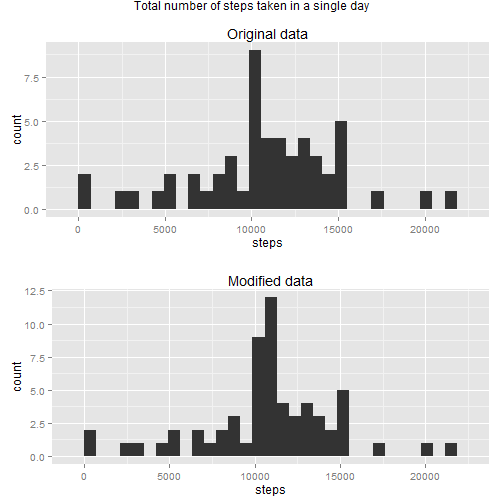 Total number of steps taken in a single day
Original data
7.5
5.0
2.5
0.0
count
0 5000 10000 15000 20000
steps
Modified data
12.5
10.0
7.5
5.0
2.5
0.0
count
0 5000 10000 15000 20000
steps